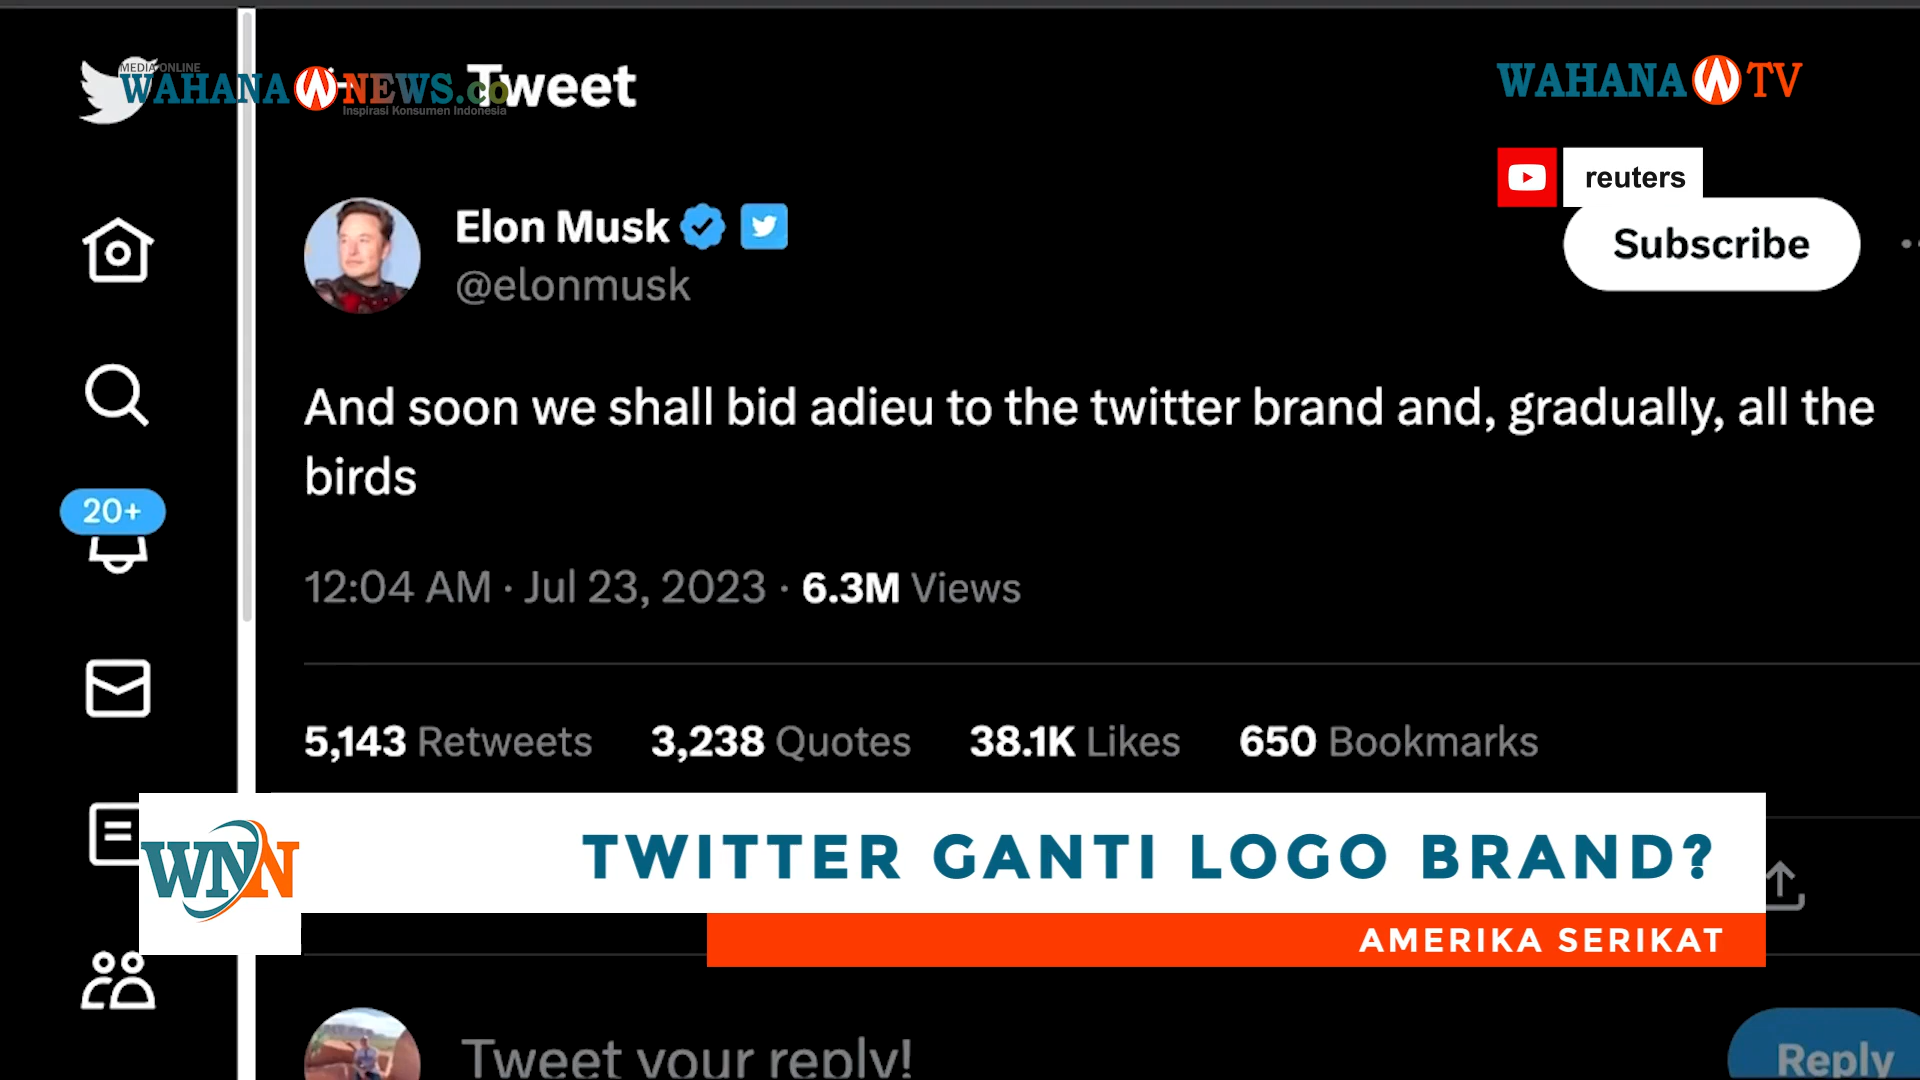 MEDIA ONLINE
WAHANA NEWS.co
Inspirasi Konsumen Indonesia
Tweet
WAHANA TV
reuters
Elon Musk
@elonmusk
Subscribe
And soon we shall bid adieu to the twitter brand and, gradually, all the
birds
20+
12:04 AM · Jul 23, 2023 · 6.3M Views
5,143 Retweets 3,238 Quotes 38.1K Likes 650 Bookmarks
WNN
TWITTER GANTI LOGO BRAND?
AMERIKA SERIKAT
Tweet your reply!
Reply